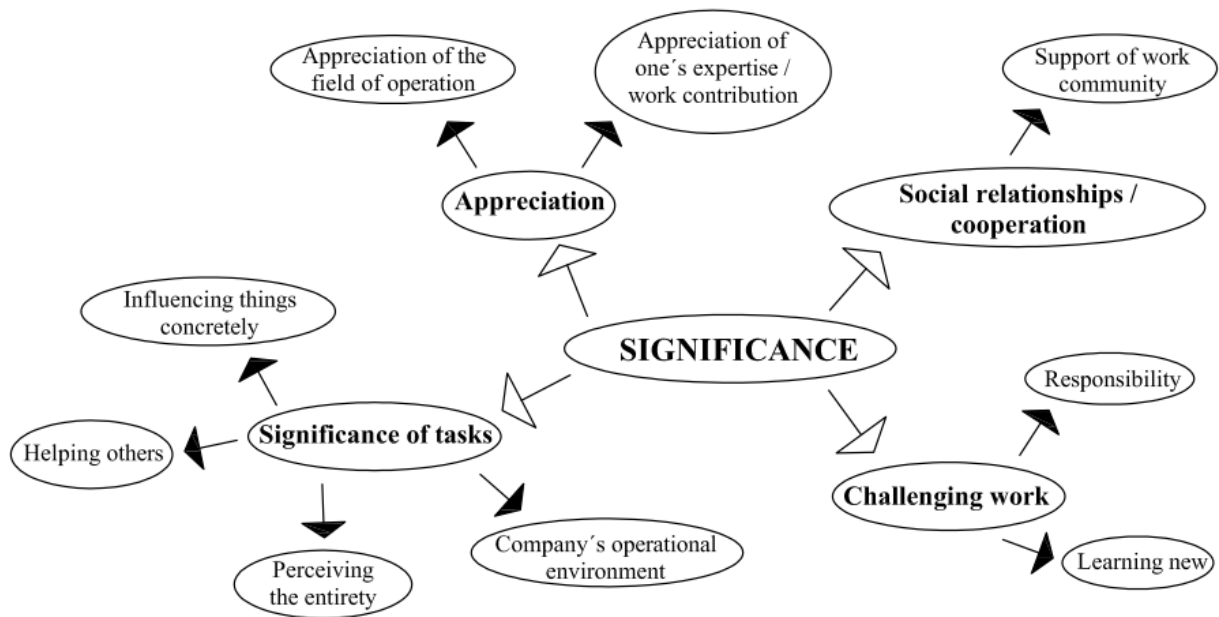 Appreciation of the
field of operation
Appreciation of
one´s expertise /
work contribution
Support of work
community
Appreciation
Social relationships /
cooperation
Influencing things
concretely
SIGNIFICANCE
Responsibility
Helping others
Significance of tasks
Challenging work
Perceiving
the entirety
Company´s operational
environment
Learning new